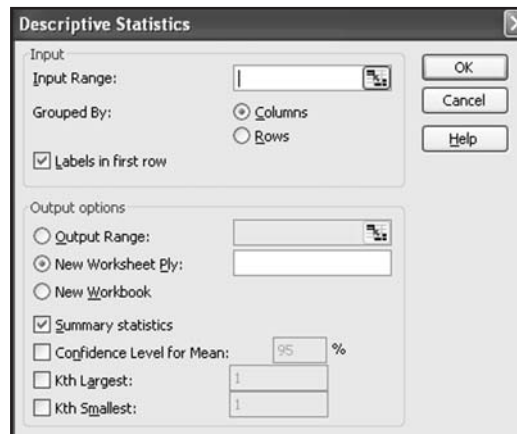 Descriptive Statistics
Input
Input Range:
Grouped By:
Columns
Rows
Labels in first row
OK
Cancel
Help
Output options
Output Range:
New Worksheet Ply:
New Workbook
Summary statistics
Confidence Level for Mean: 95 %
Kth Largest: 1
Kth Smallest: 1